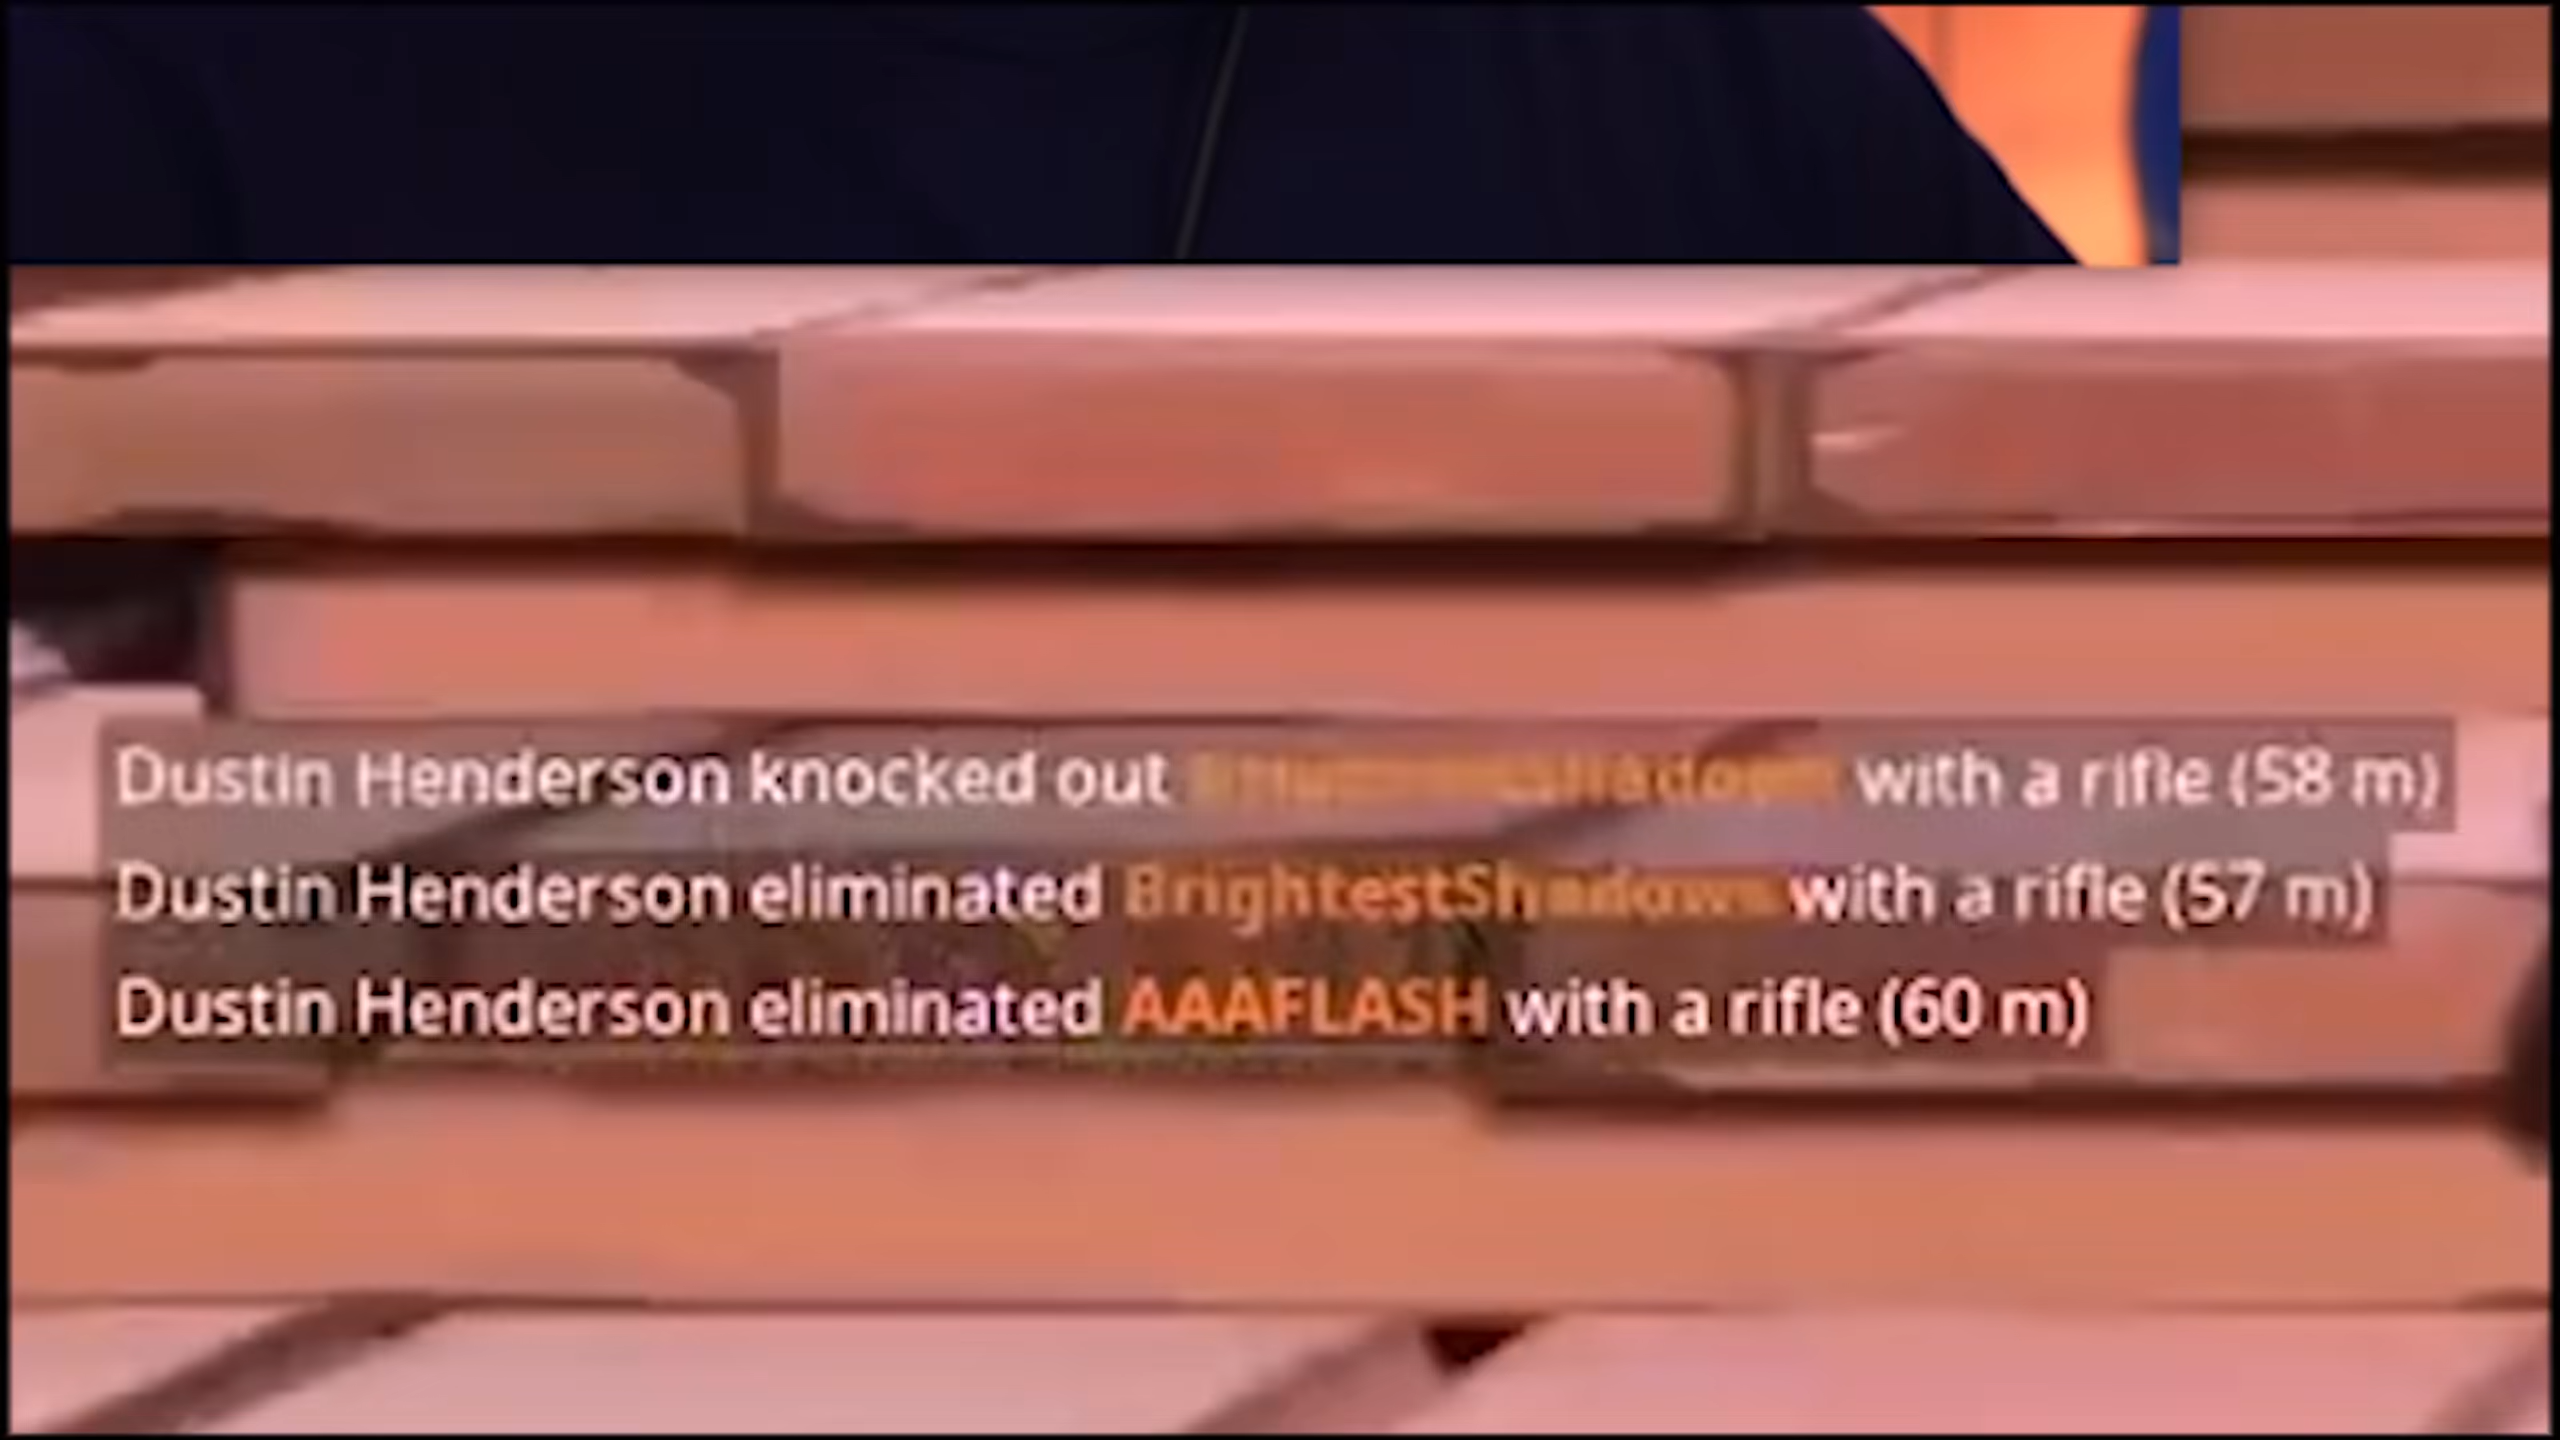 Dustin Henderson knocked out with a rifle (58 m)
Dustin Henderson eliminated BrightestShadows with a rifle (57 m)
Dustin Henderson eliminated AAAFLASH with a rifle (60 m)